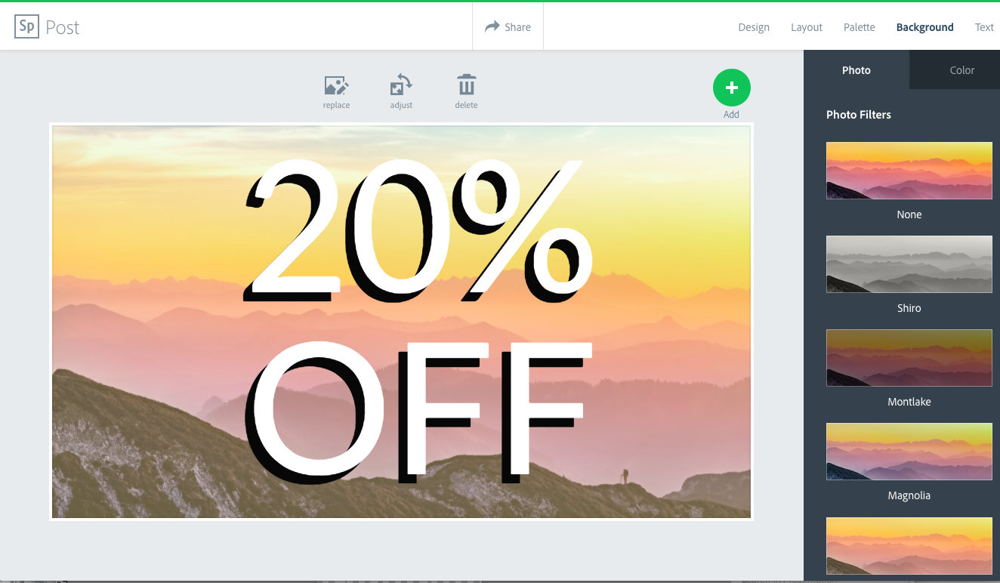 Sp Post
Share
Design Layout Palette Background Text
Photo Color
replace adjust delete
Add
Photo Filters
20%
OFF
None
Shiro
Montlake
Magnolia